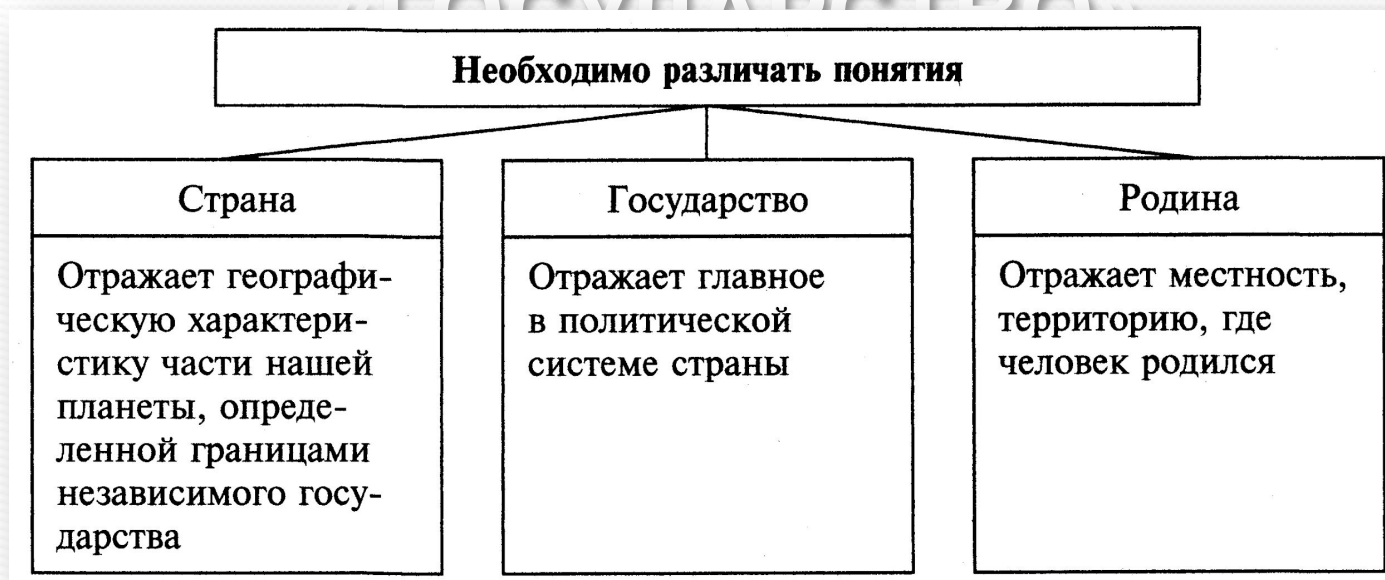 «ГОСУДАРСТВО»
Необходимо различать понятия
Страна
Отражает географи-
ческую характери-
стику части нашей
планеты, опреде-
ленной границами
независимого госу-
дарства
Государство
Отражает главное
в политической
системе страны
Родина
Отражает местность,
территорию, где
человек родился